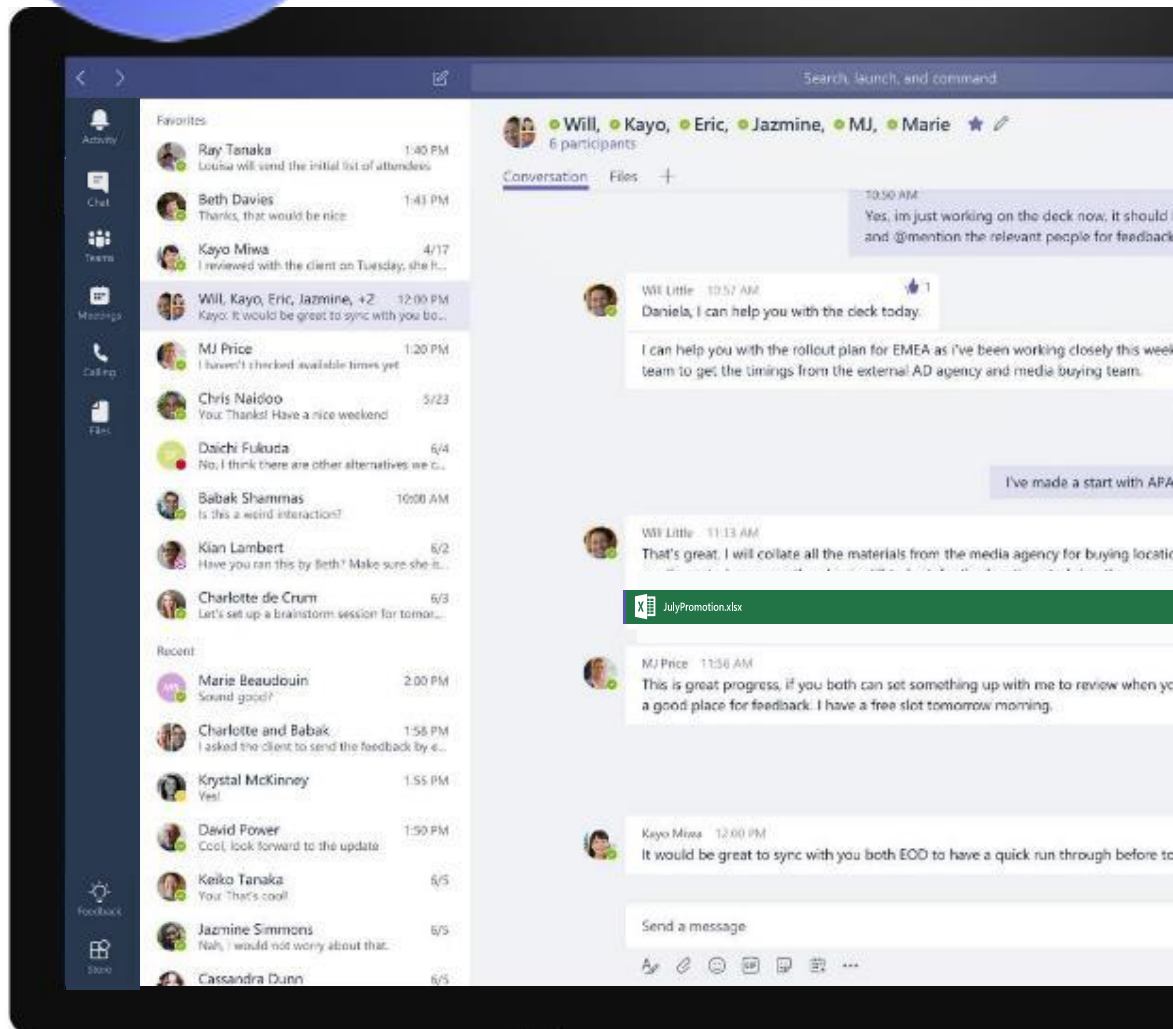 Search, launch, and command
Activity
Chat
Teams
Meetings
Calling
Files
Feedback
Store
Favorites
Ray Tanaka 1:40 PM
Louisa will send the initial list of attendees
Beth Davies 1:43 PM
Thanks, that would be nice
Kayo Miwa 4/17
I reviewed with the client on Tuesday, she h...
Will, Kayo, Eric, Jazmine, +2 12:00 PM
Kayo: It would be great to sync with you bo...
MJ Price 1:20 PM
I haven't checked available times yet
Chris Naidoo 5/23
You: Thanks! Have a nice weekend
Daichi Fukuda 6/4
No, I think there are other alternatives we c...
Babak Shammas 10:00 AM
Is this a weird interaction?
Kian Lambert 6/2
Have you ran this by Beth? Make sure she is...
Charlotte de Crum 6/3
Let's set up a brainstorm session for tomor...
Recent
Marie Beaudouin 2:00 PM
Sound good?
Charlotte and Babak 1:58 PM
I asked the client to send the feedback by e...
Krystal McKinney 1:55 PM
Yes!
David Power 1:50 PM
Cool, look forward to the update
Keiko Tanaka 6/5
You: That's cool!
Jazmine Simmons 6/5
Nah, I would not worry about that.
Cassandra Dunn 6/5
Will, Kayo, Eric, Jazmine, MJ, Marie
6 participants
Conversation Files +
10:50 AM
Yes, im just working on the deck now, it should
and @mention the relevant people for feedback
Will Little 10:57 AM 1
Daniela, I can help you with the deck today.
I can help you with the rollout plan for EMEA as i've been working closely this week
team to get the timings from the external AD agency and media buying team.
I've made a start with APA
Will Little 11:13 AM
That's great. I will collate all the materials from the media agency for buying locatio
JulyPromotion.xlsx
MJ Price 11:56 AM
This is great progress, if you both can set something up with me to review when yo
a good place for feedback. I have a free slot tomorrow morning.
Kayo Miwa 12:00 PM
It would be great to sync with you both EOD to have a quick run through before to
Send a message
GIF